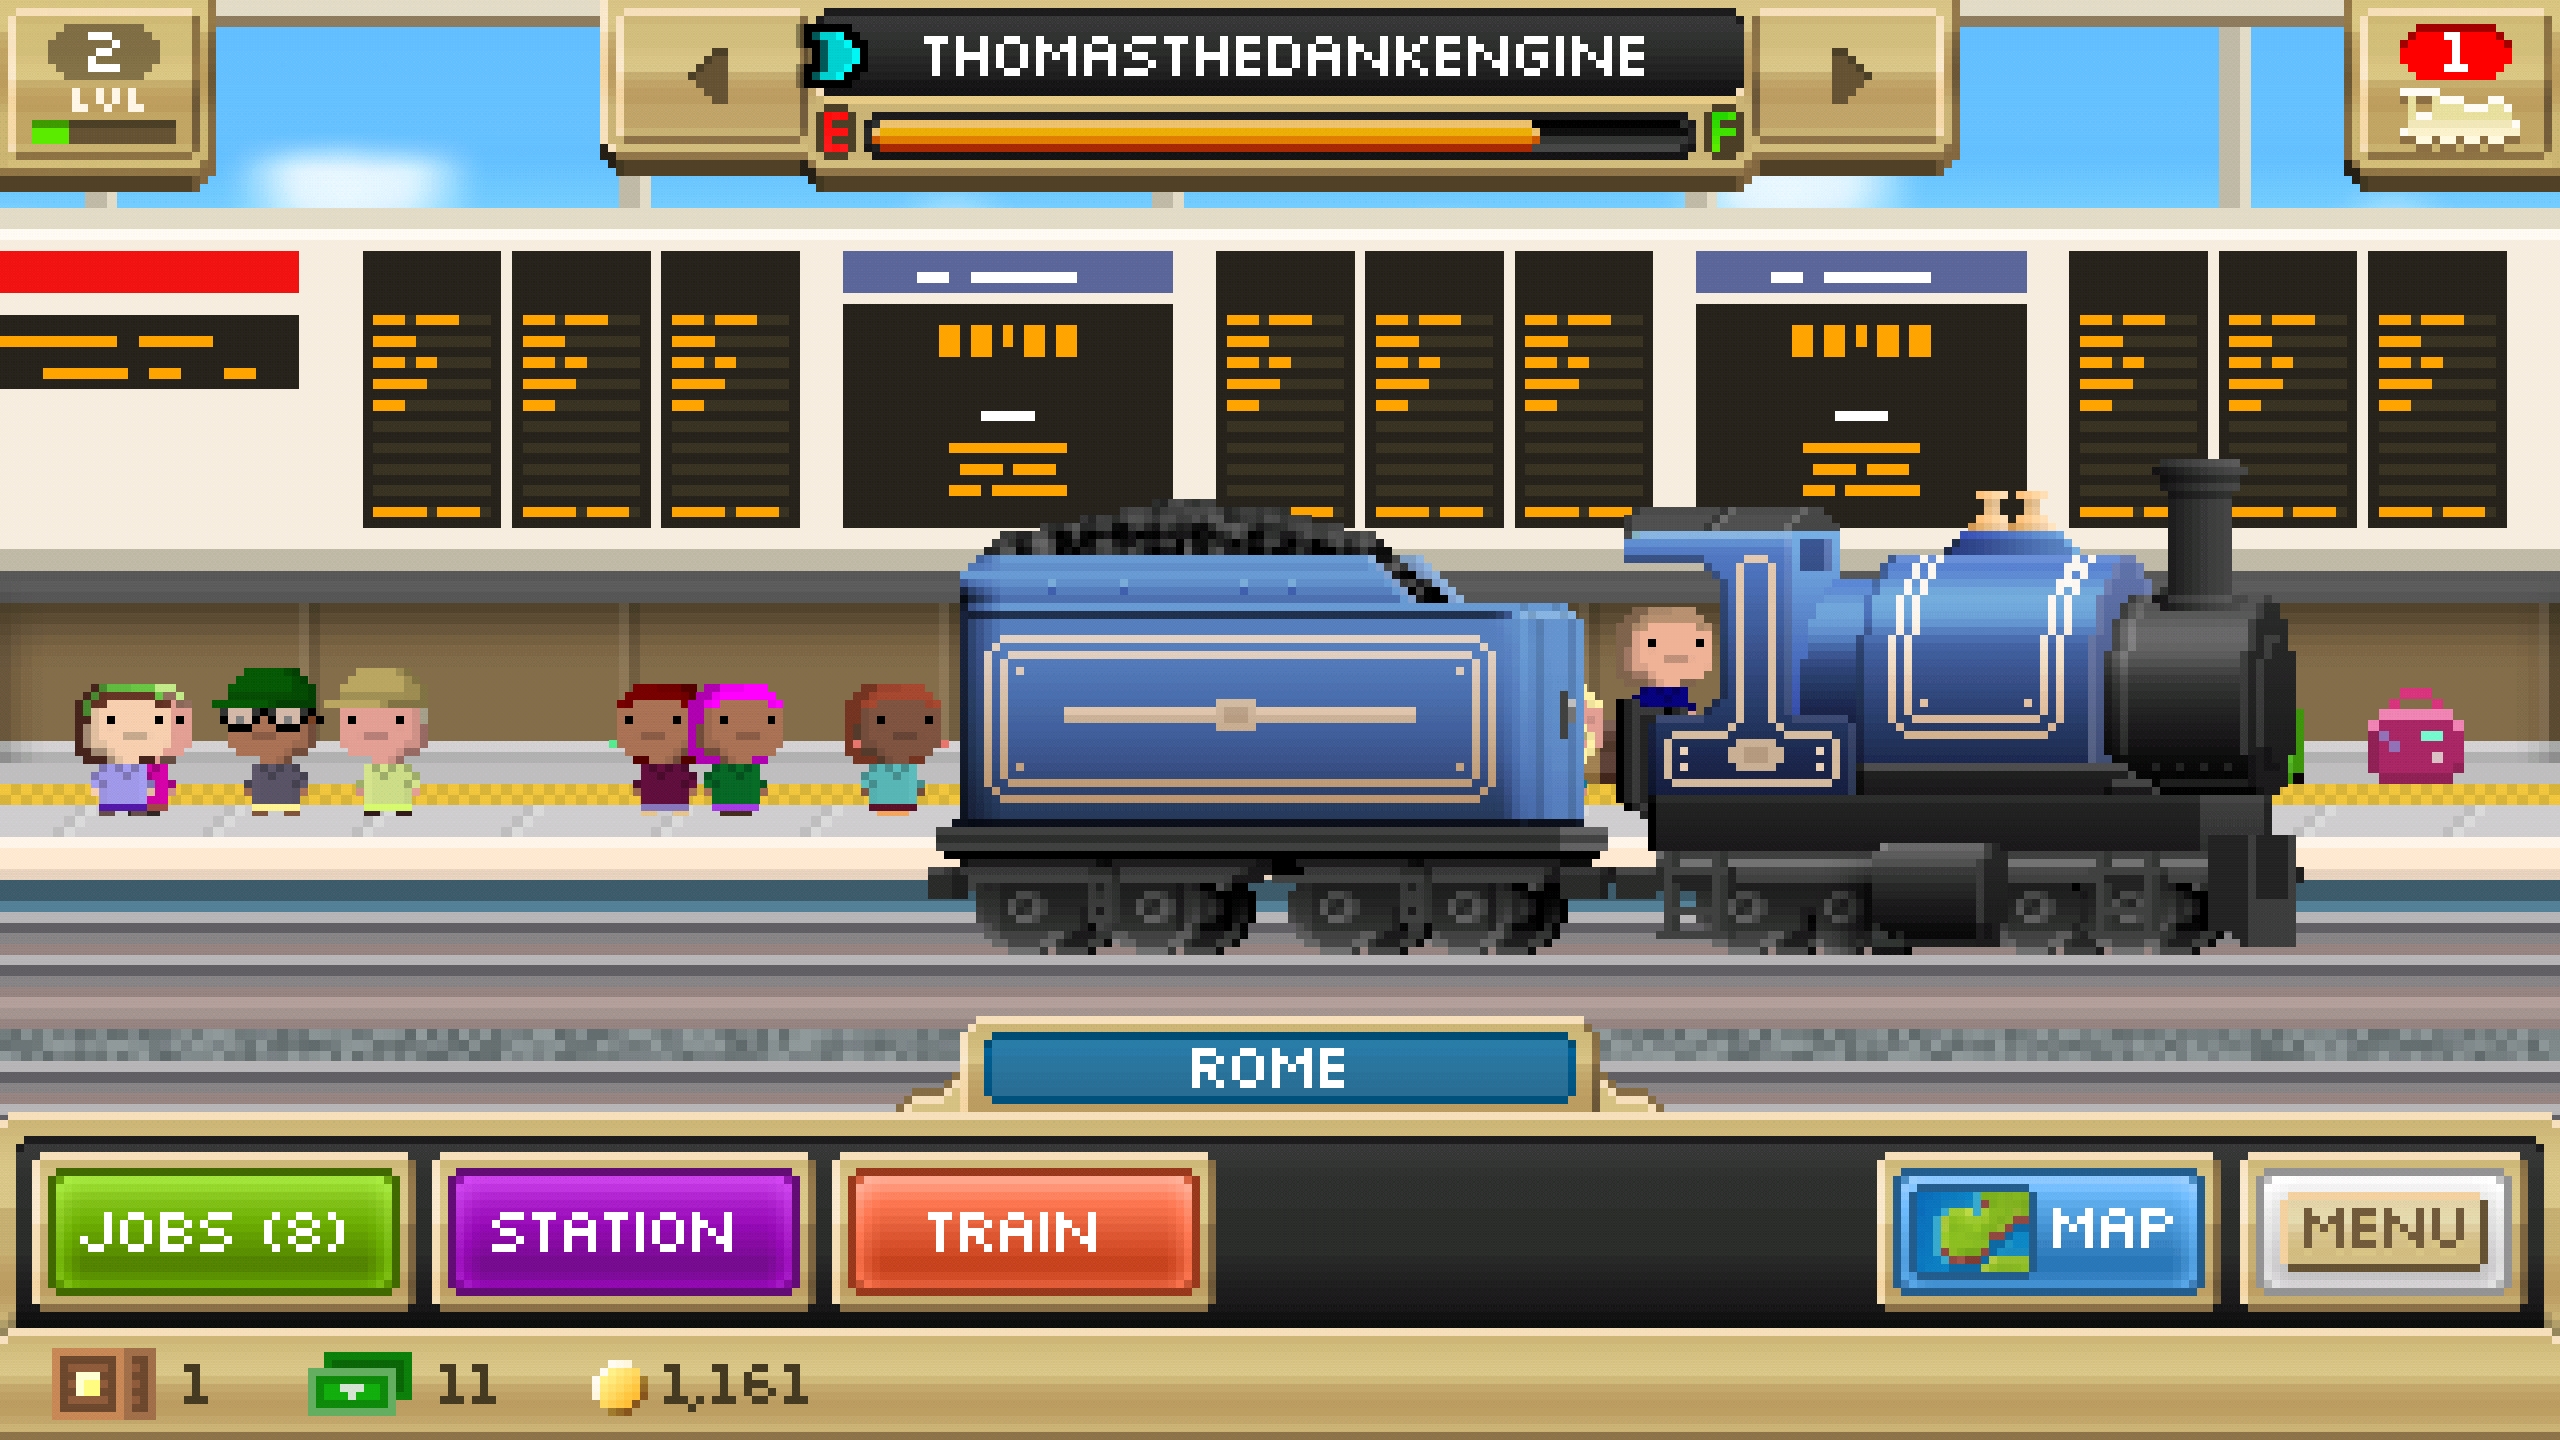 2
LVL
THOMASTHEDANKENGINE
E
F
1
ROME
JOBS (8)
STATION
TRAIN
MAP
MENU
1
11
1,161